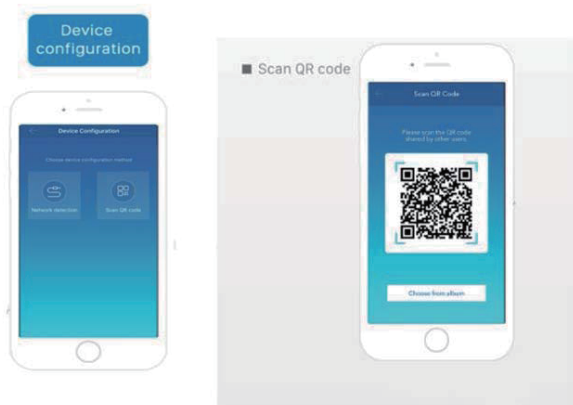 Device
configuration
Device Configuration
Choose device configuration method
Network detection
Scan QR code
■ Scan QR code
Scan QR Code
Please scan the QR code
shared by other users.
Choose from album